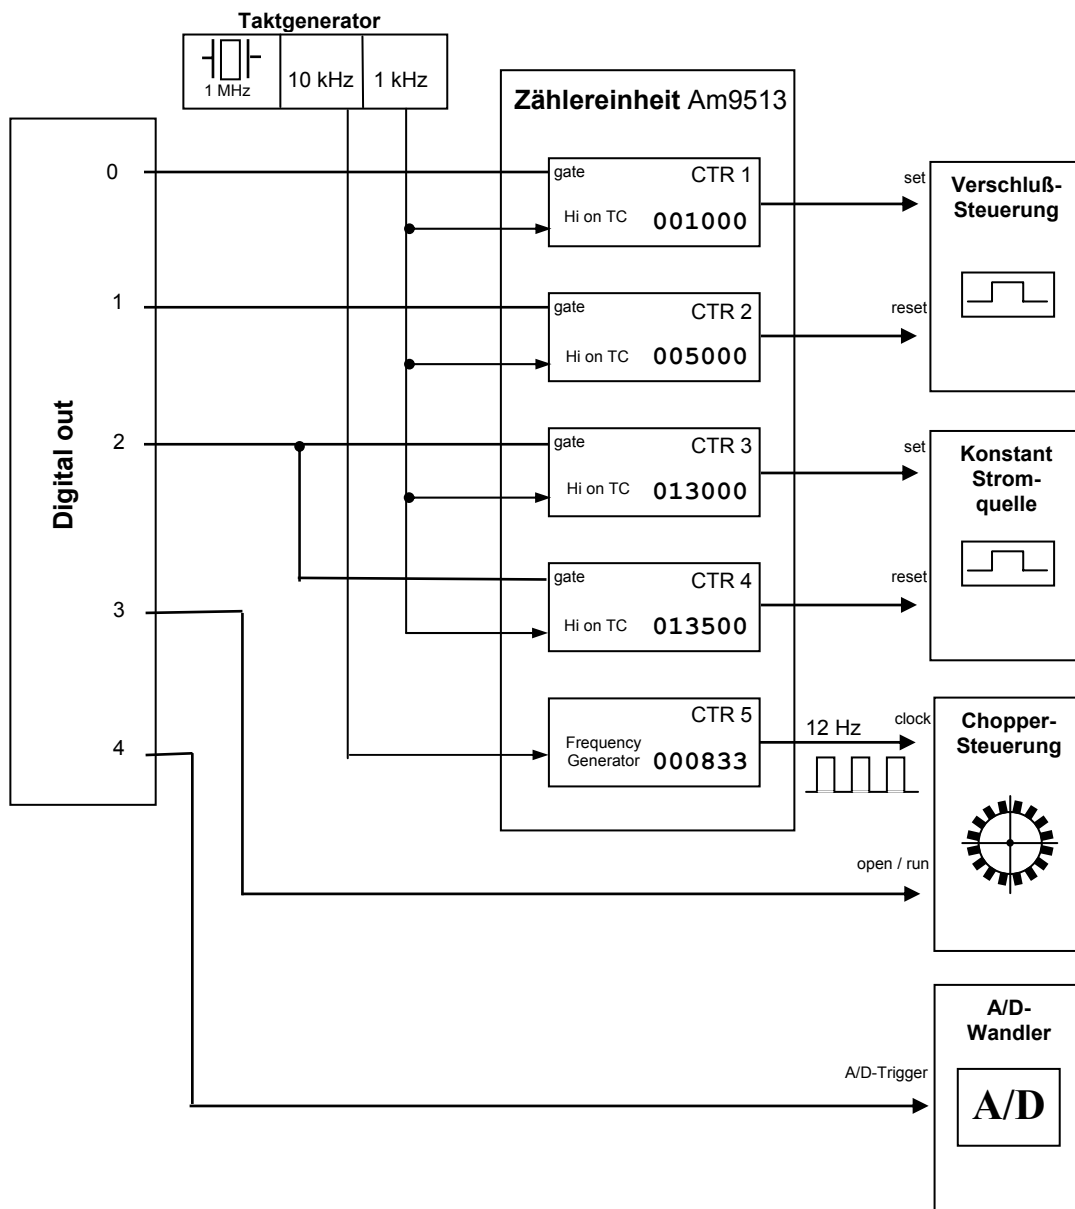 Taktgenerator
1 MHz
10 kHz
1 kHz
Zählereinheit Am9513
Digital out
0
1
2
3
4
gate
CTR 1
Hi on TC
001000
gate
CTR 2
Hi on TC
005000
gate
CTR 3
Hi on TC
013000
gate
CTR 4
Hi on TC
013500
CTR 5
Frequency
Generator
000833
set
reset
Verschluß-
Steuerung
set
reset
Konstant
Strom-
quelle
12 Hz
clock
open / run
Chopper-
Steuerung
A/D-Trigger
A/D-
Wandler
A/D